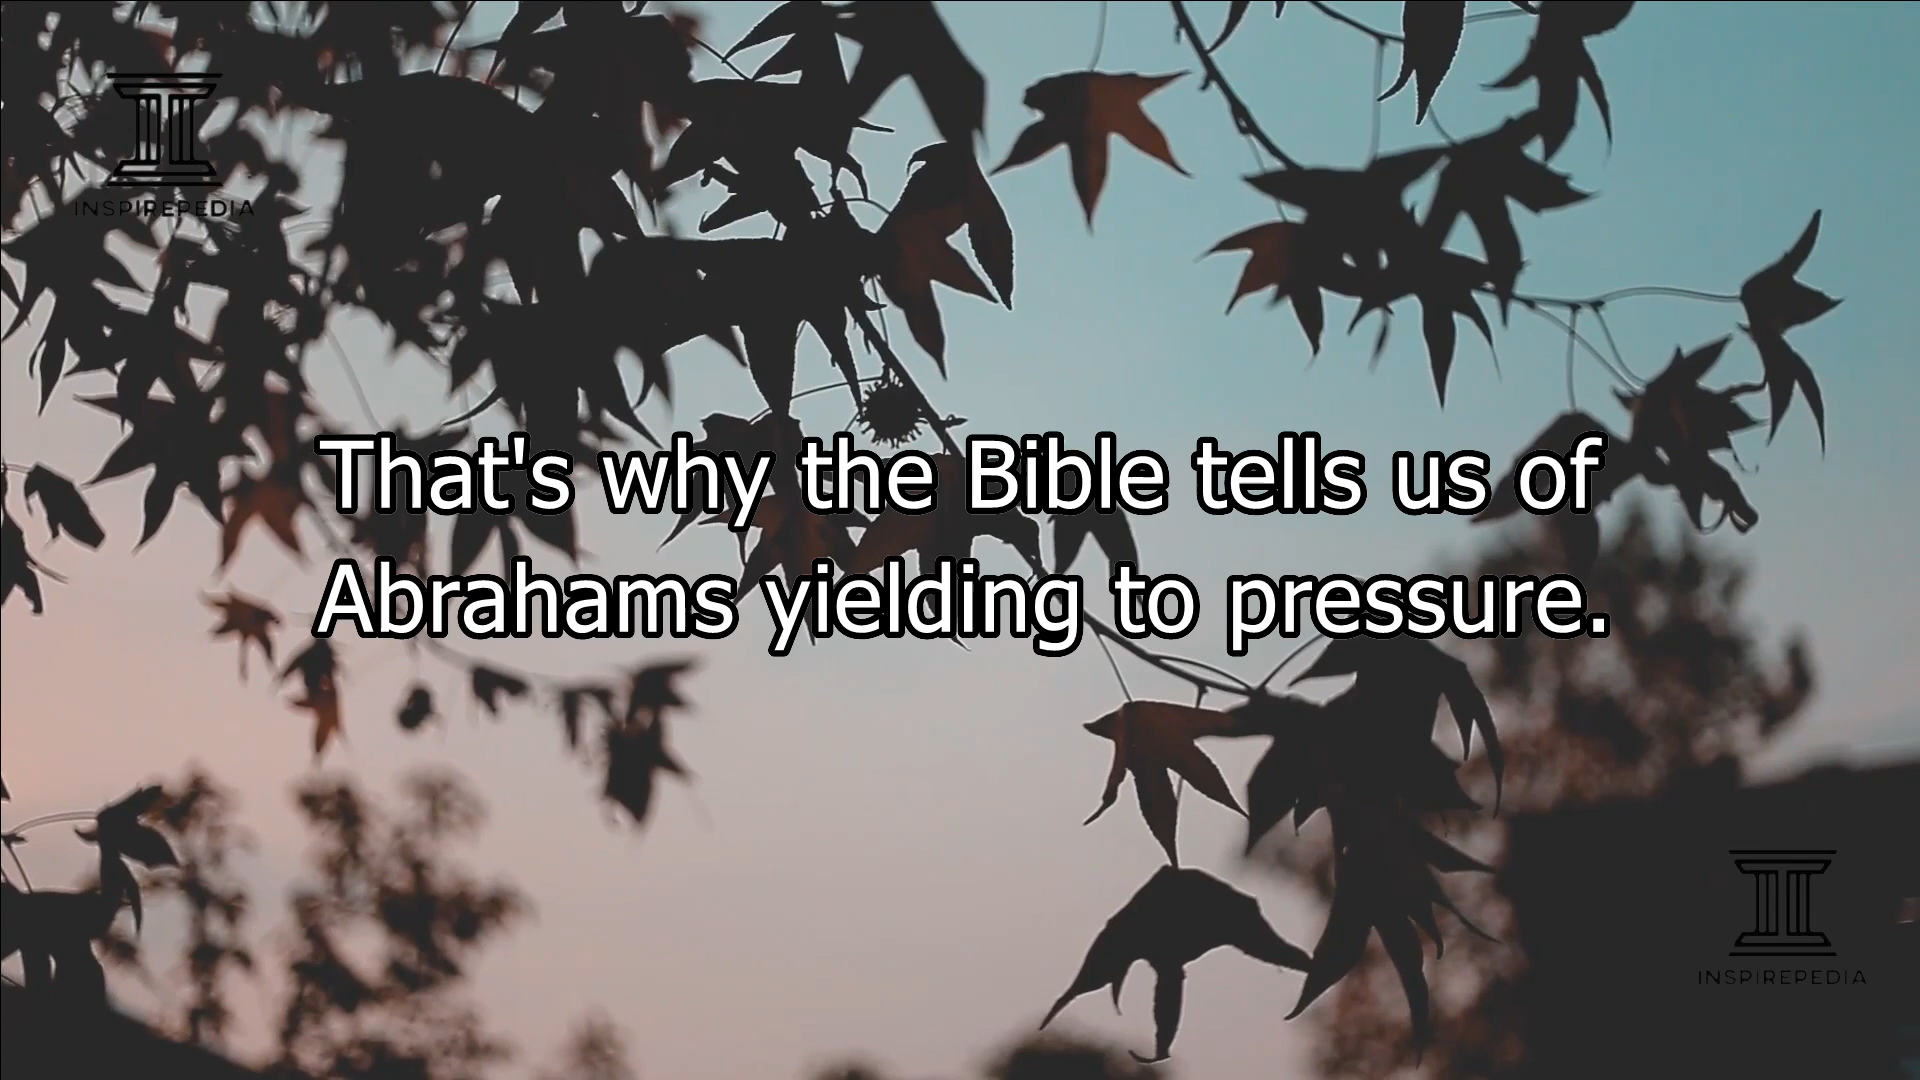 INSPIREPEDIA
That's why the Bible tells us of
Abrahams yielding to pressure.
INSPIREPEDIA